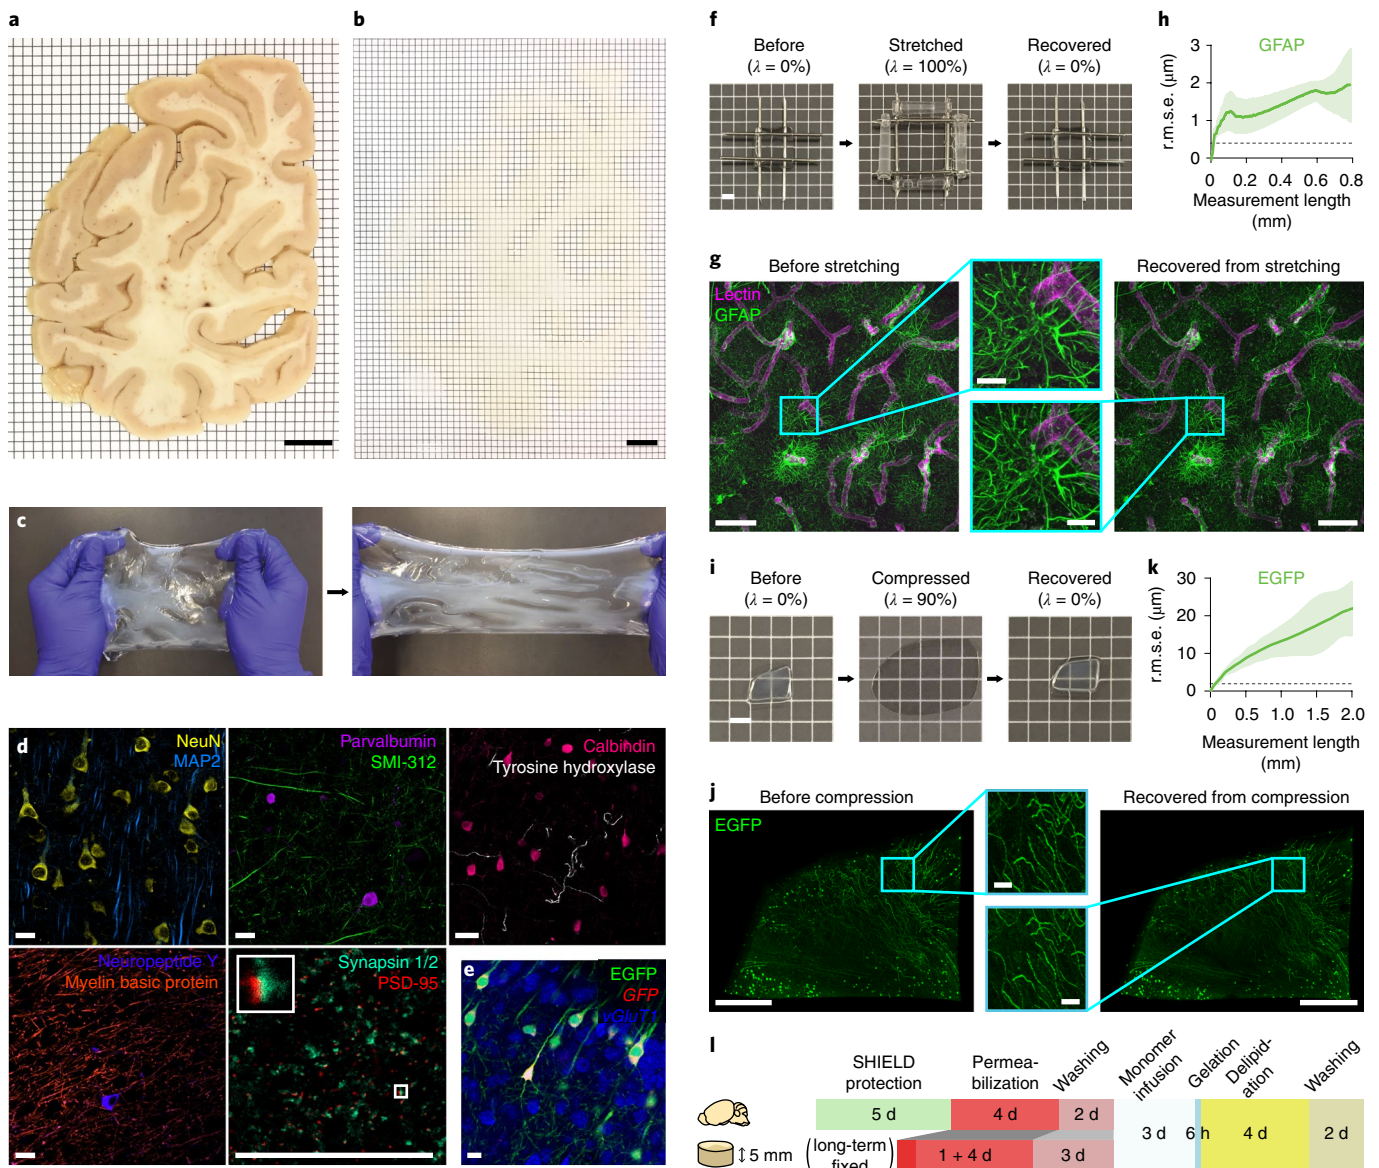 a
b
c
d
NeuN
MAP2
Parvalbumin
SMI-312
Calbindin
Tyrosine hydroxylase
Neuropeptide Y
Myelin basic protein
Synapsin 1/2
PSD-95
e
EGFP
GFP
vGluT1
f
Before
(λ = 0%)
Stretched
(λ = 100%)
Recovered
(λ = 0%)
h
GFAP
r.m.s.e. (μm)
3
2
1
0
0 0.2 0.4 0.6 0.8
Measurement length
(mm)
g
Before stretching
Recovered from stretching
Lectin
GFAP
i
Before
(λ = 0%)
Compressed
(λ = 90%)
Recovered
(λ = 0%)
k
EGFP
r.m.s.e. (μm)
30
20
10
0
0 0.5 1.0 1.5 2.0
Measurement length
(mm)
j
Before compression
Recovered from compression
EGFP
l
SHIELD
protection
Permea-
bilization
Washing
Monomer
infusion
Gelation
Delipid-
ation
Washing
5 d 4 d 2 d
3 d 6 h 4 d 2 d
5 mm
(long-term
fixed
1 + 4 d 3 d